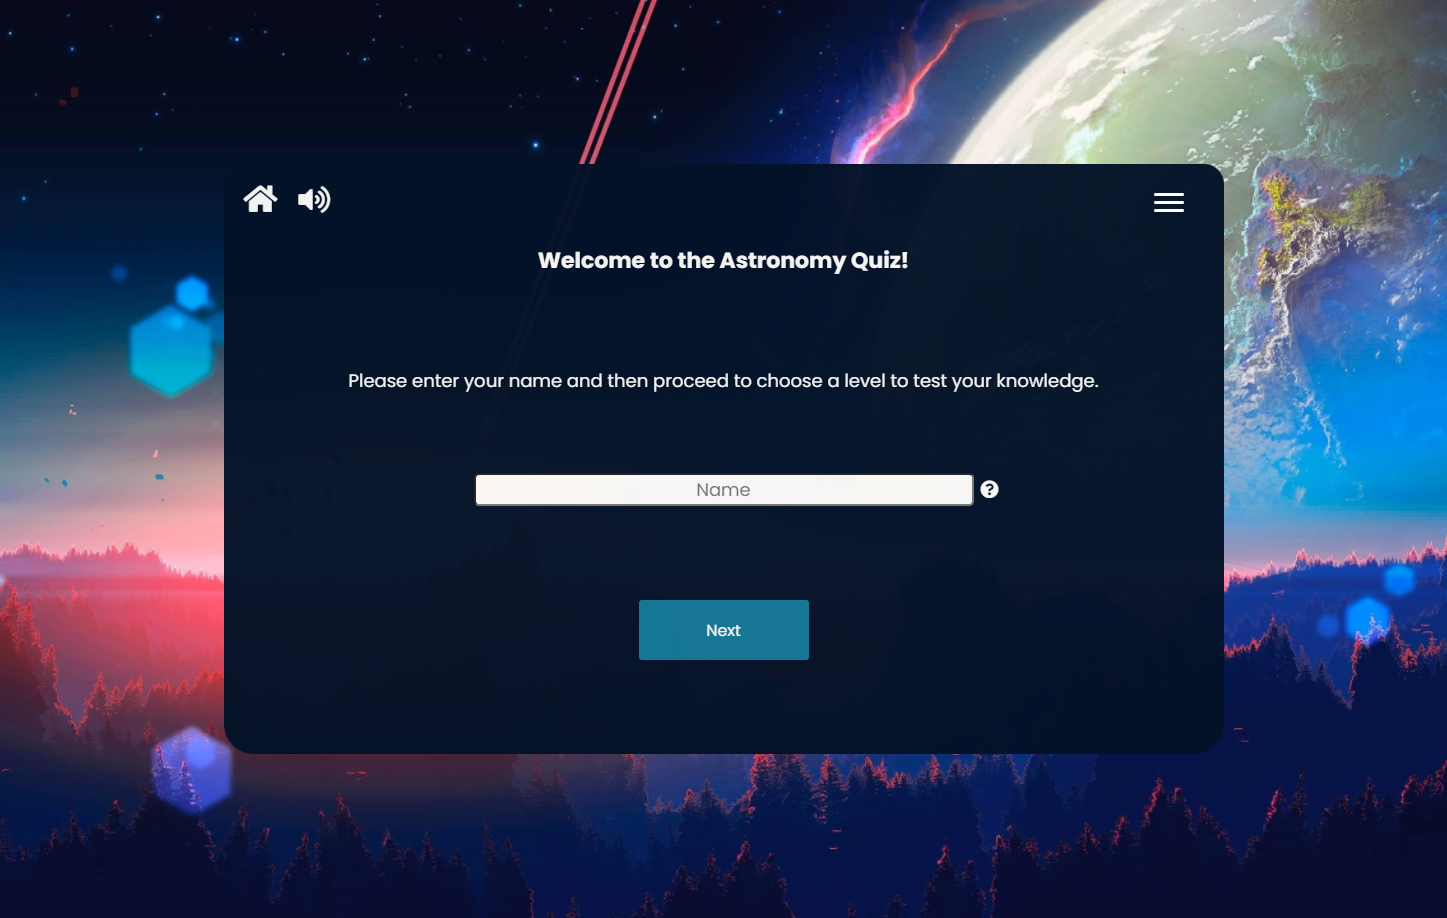 Welcome to the Astronomy Quiz!
Please enter your name and then proceed to choose a level to test your knowledge.
Name
Next